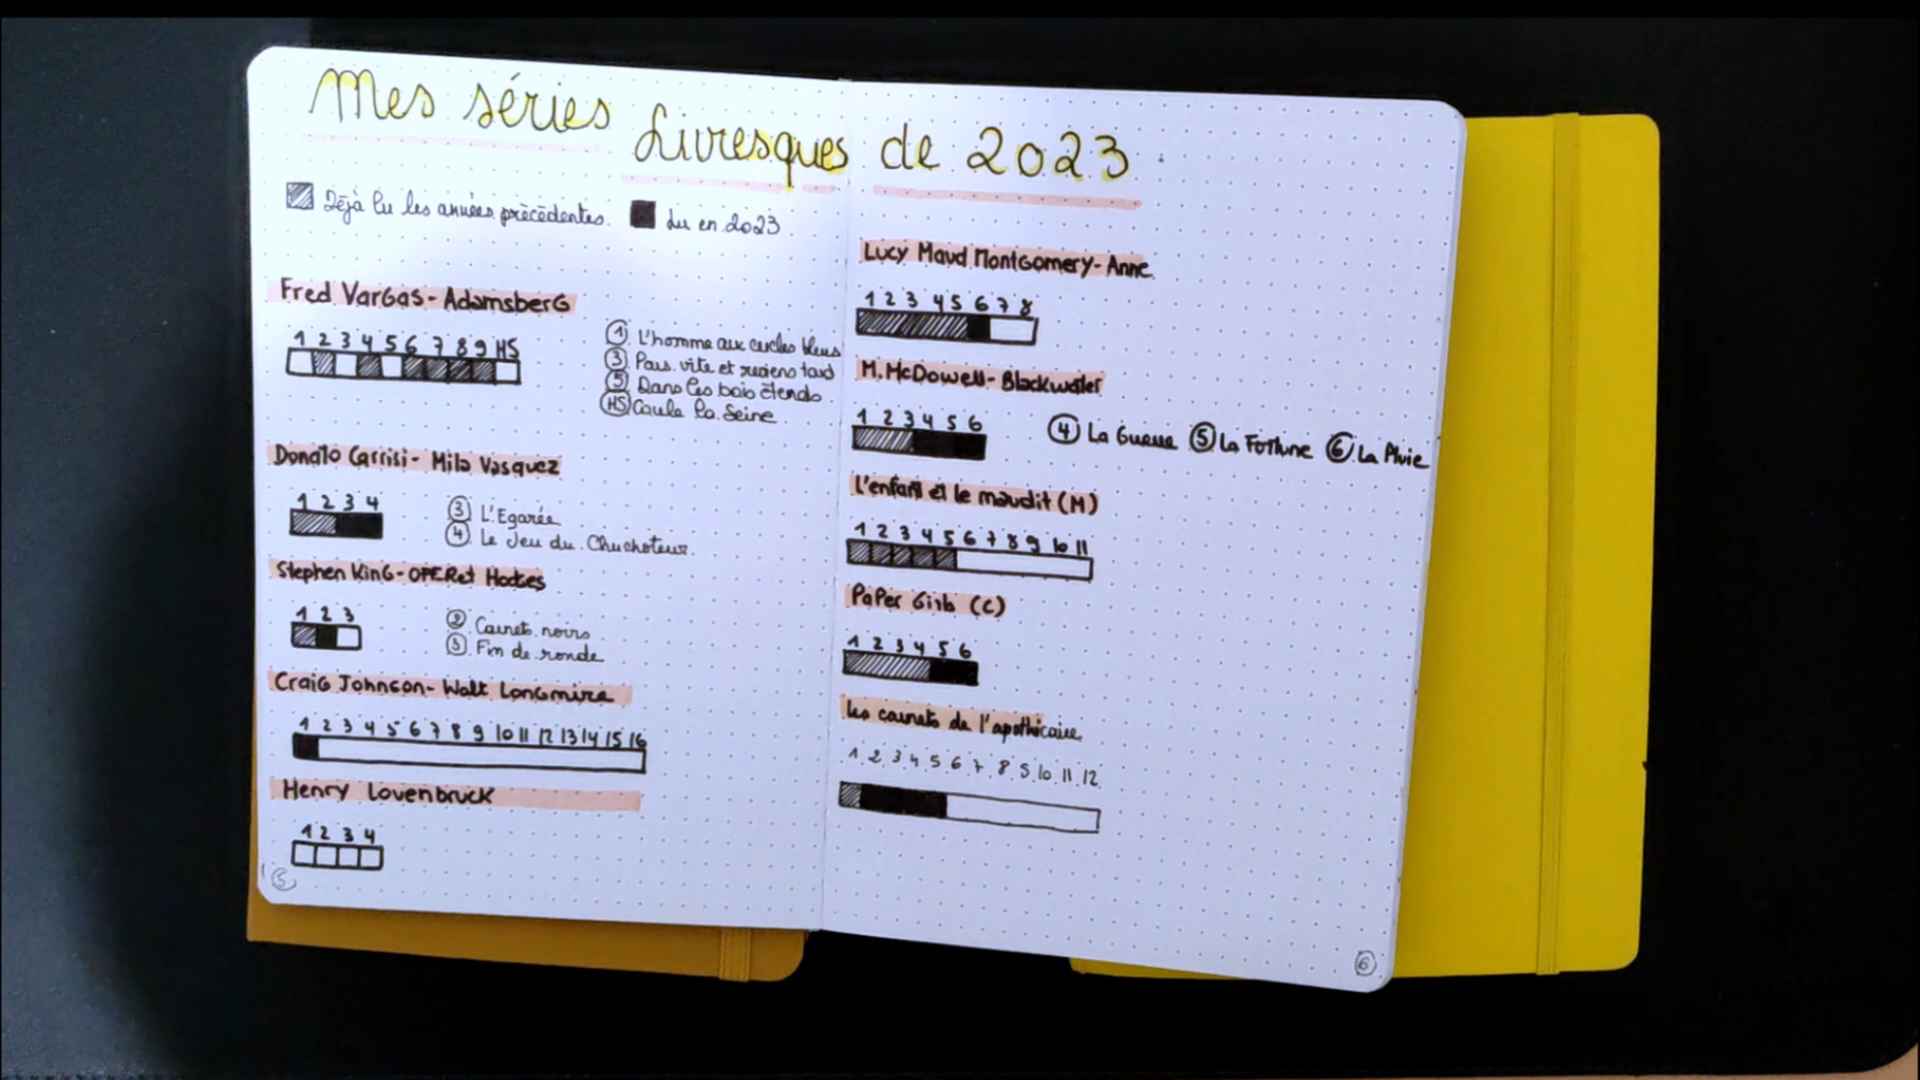 Mes séries Livresques de 2023
Déjà lu les années précédentes. Lu en 2023
Fred Vargas - Adamsberg
1 2 3 4 5 6 7 8 9 HS
① L'homme aux cercles bleus
③ Pars vite et reviens tard
⑤ Dans les bois étendo
HS Coule la Seine
Donato Carrisi - Mila Vasquez
1 2 3 4
③ L'Egarée
④ Le Jeu du Chuchoteur.
Stephen King - OPERet Hodges
1 2 3
② Carnets noirs
③ Fin de ronde
Craig Johnson - Walt Longmire
1 2 3 4 5 6 7 8 9 10 11 12 13 14 15 16
Henry Lovenbruck
1 2 3 4
5
Lucy Maud Montgomery - Anne
1 2 3 4 5 6 7 8
M. McDowell - Blackwater
1 2 3 4 5 6
④ La Guerre ⑤ La Fortune ⑥ La Pluie
L'enfant et le maudit (M)
1 2 3 4 5 6 7 8 9 10 11
Paper Girls (C)
1 2 3 4 5 6
Les carnets de l'apothicaire
1 2 3 4 5 6 7 8 9 10 11 12
6